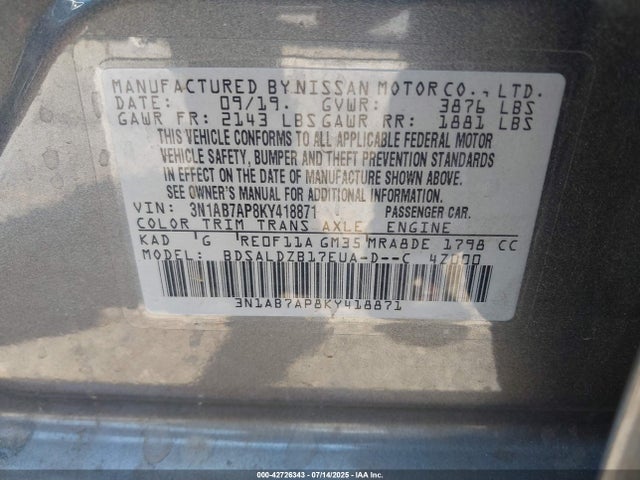 MANUFACTURED BY:NISSAN MOTOR CO., LTD.
DATE: 09/19. GVWR: 3876 LBS
GAWR FR: 2143 LBS GAWR RR: 1881 LBS
THIS VEHICLE CONFORMS TO ALL APPLICABLE FEDERAL MOTOR
VEHICLE SAFETY, BUMPER AND THEFT PREVENTION STANDARDS
IN EFFECT ON THE DATE OF MANUFACTURE SHOWN ABOVE.
SEE OWNER'S MANUAL FOR ADDITIONAL INFORMATION.
VIN: 3N1AB7AP8KY418871 PASSENGER CAR.
COLOR TRIM TRANS AXLE ENGINE
KAD G RE0F11A GM35 MRA8DE 1798 CC
MODEL: BDSALDZB17EUA-D--C 4Z000
3N1AB7AP8KY418871
000-42726343 07/14/2025 IAA Inc.